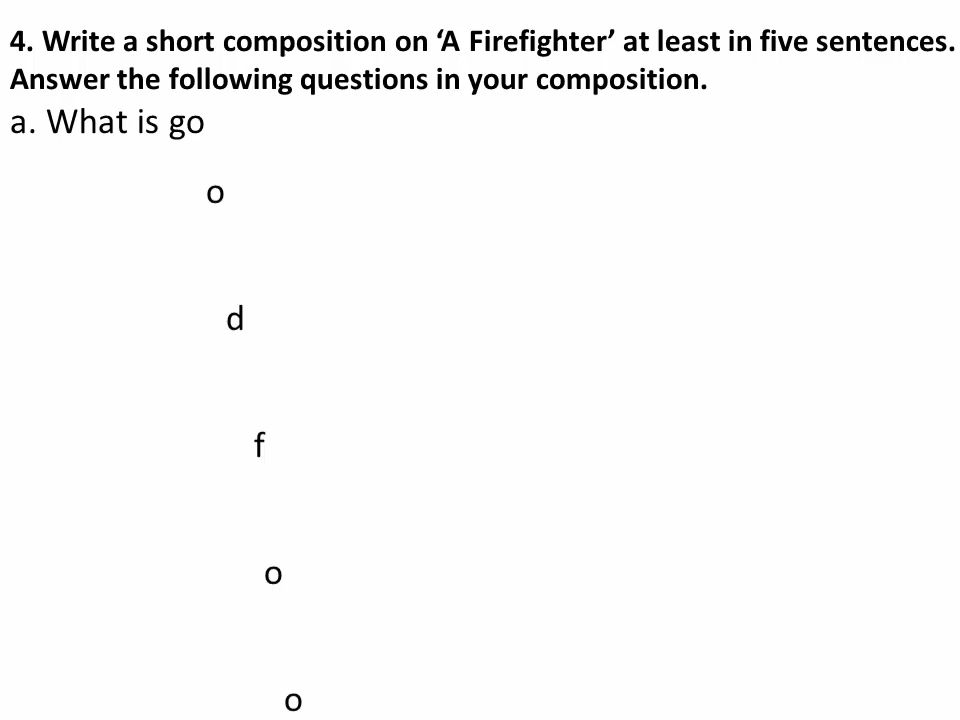 4. Write a short composition on ‘A Firefighter’ at least in five sentences.
Answer the following questions in your composition.
a. What is go
o
d
f
o
o